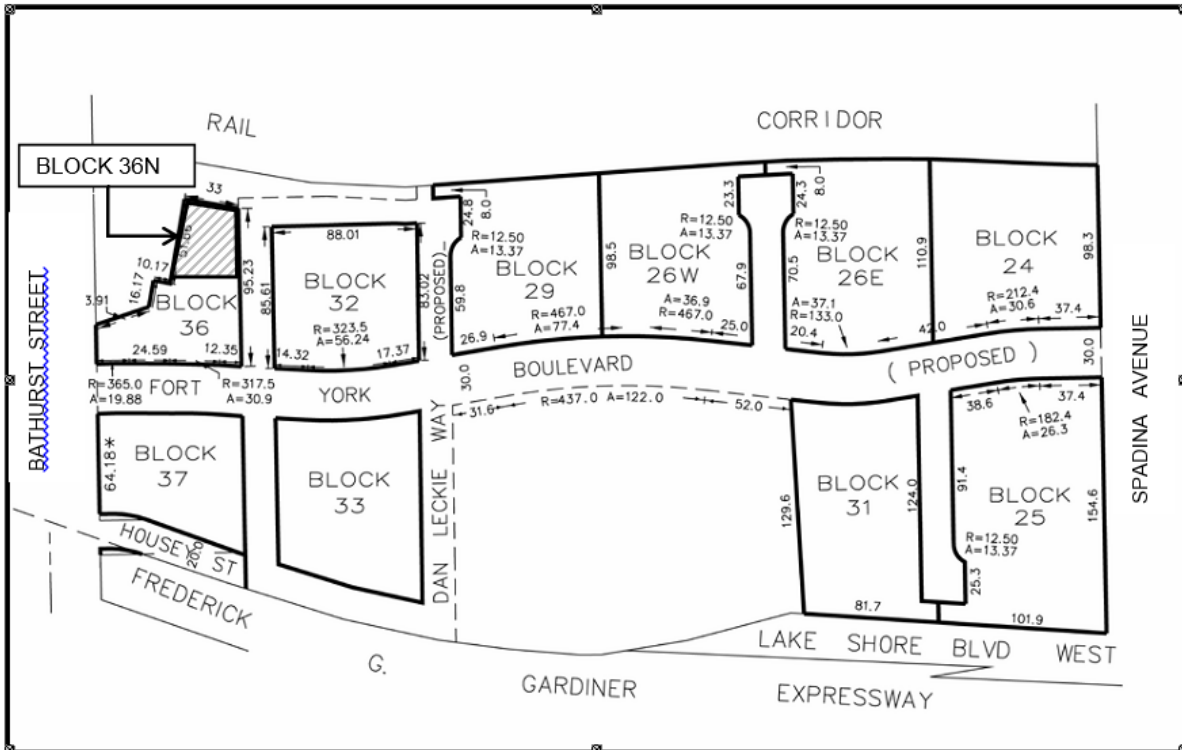 RAIL
CORRIDOR
BLOCK 36N
33
10.17
16.17
3.91
95.23
BLOCK
36
24.59
12.35
R=365.0
A=19.88
R=317.5
A=30.9
85.61
88.01
BLOCK
32
R=323.5
A=56.24
14.32
17.37
83.02
(PROPOSED)
24.8
8.0
R=12.50
A=13.37
59.8
BLOCK
29
R=467.0
A=77.4
26.9
98.5
BLOCK
26W
23.3
R=12.50
A=13.37
67.9
A=36.9
R=467.0
25.0
24.3
8.0
R=12.50
A=13.37
70.5
BLOCK
26E
A=37.1
R=133.0
20.4
110.9
42.0
BLOCK
24
R=212.4
A=30.6
37.4
98.3
BATHURST STREET
FORT
YORK
BOULEVARD
( PROPOSED )
30.0
30.0
SPADINA AVENUE
64.18*
BLOCK
37
BLOCK
33
DAN LECKIE WAY
31.6
R=437.0 A=122.0
52.0
129.6
BLOCK
31
124.0
81.7
38.6
37.4
R=182.4
A=26.3
91.4
BLOCK
25
R=12.50
A=13.37
25.3
154.6
101.9
HOUSEY ST
20.0
FREDERICK
G.
GARDINER
EXPRESSWAY
LAKE SHORE BLVD WEST